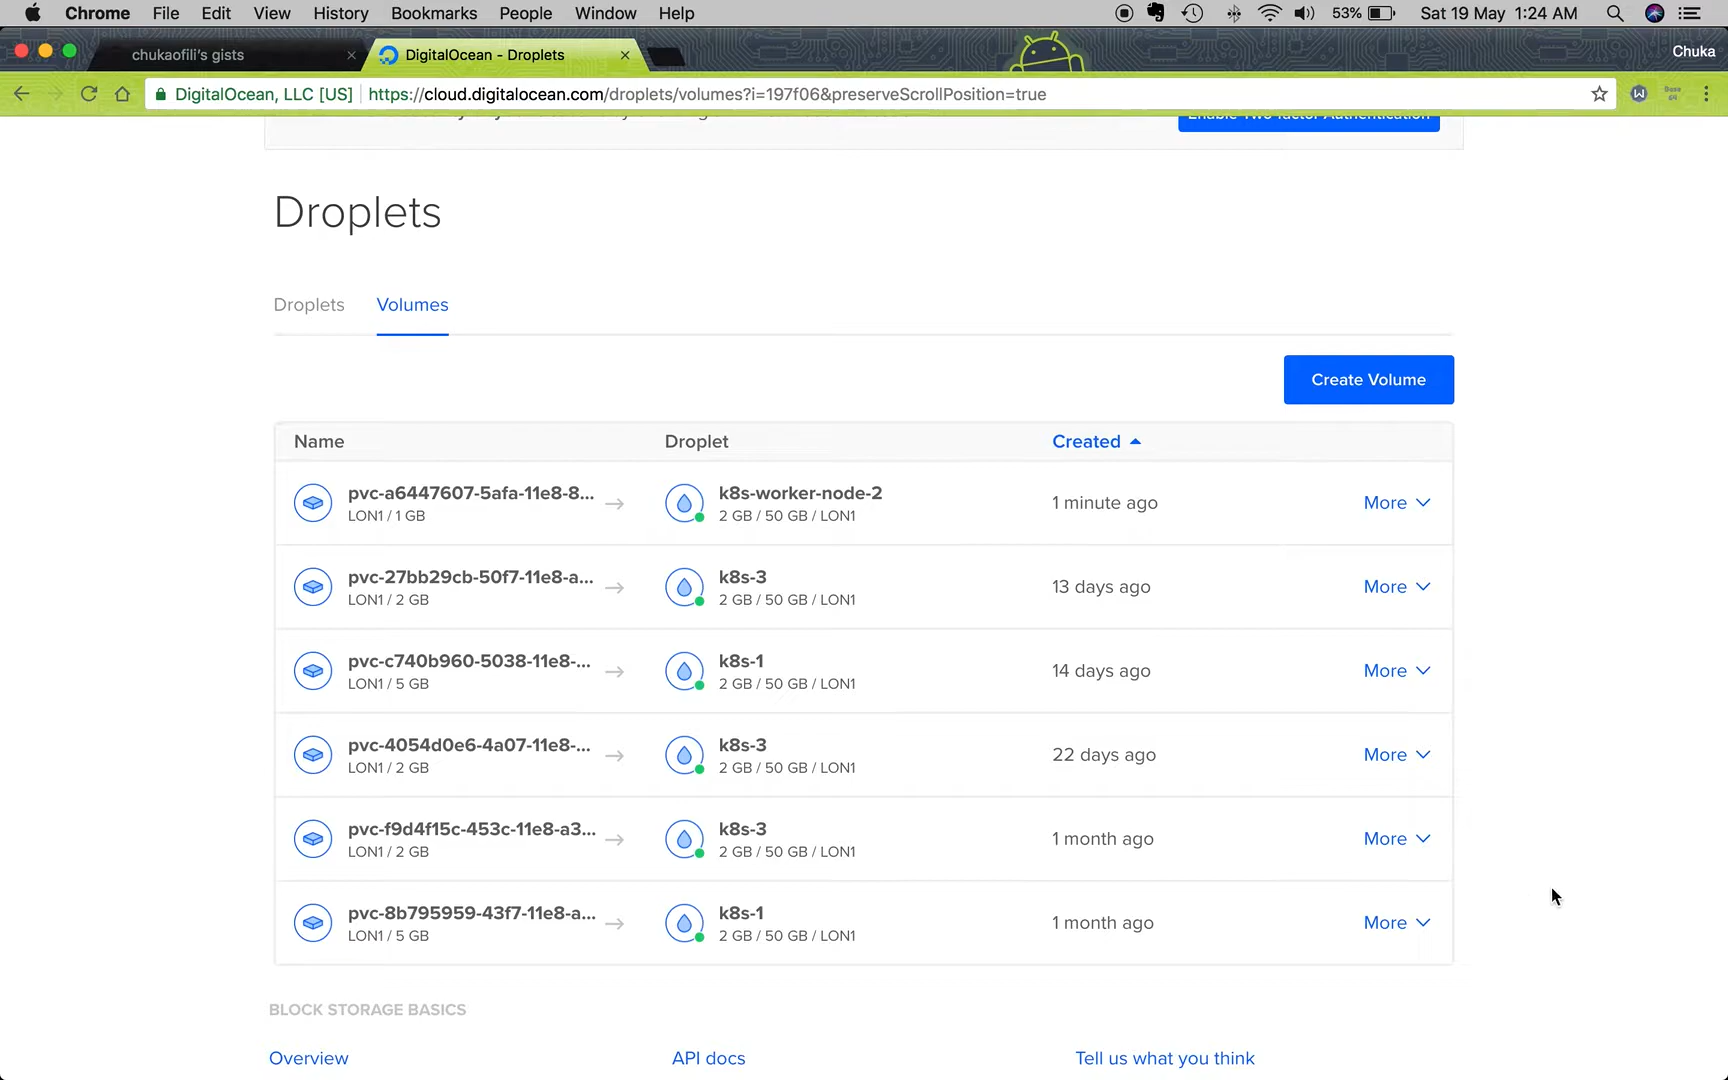 Chrome File Edit View History Bookmarks People Window Help 53% Sat 19 May 1:24 AM
chukaofili's gists DigitalOcean - Droplets Chuka
DigitalOcean, LLC [US] https://cloud.digitalocean.com/droplets/volumes?i=197f06&preserveScrollPosition=true
Enable Two-factor Authentication
Droplets
Droplets Volumes
Create Volume
Name Droplet Created
pvc-a6447607-5afa-11e8-8... k8s-worker-node-2 1 minute ago More
LON1 / 1 GB 2 GB / 50 GB / LON1
pvc-27bb29cb-50f7-11e8-a... k8s-3 13 days ago More
LON1 / 2 GB 2 GB / 50 GB / LON1
pvc-c740b960-5038-11e8-... k8s-1 14 days ago More
LON1 / 5 GB 2 GB / 50 GB / LON1
pvc-4054d0e6-4a07-11e8-... k8s-3 22 days ago More
LON1 / 2 GB 2 GB / 50 GB / LON1
pvc-f9d4f15c-453c-11e8-a3... k8s-3 1 month ago More
LON1 / 2 GB 2 GB / 50 GB / LON1
pvc-8b795959-43f7-11e8-a... k8s-1 1 month ago More
LON1 / 5 GB 2 GB / 50 GB / LON1
BLOCK STORAGE BASICS
Overview API docs Tell us what you think